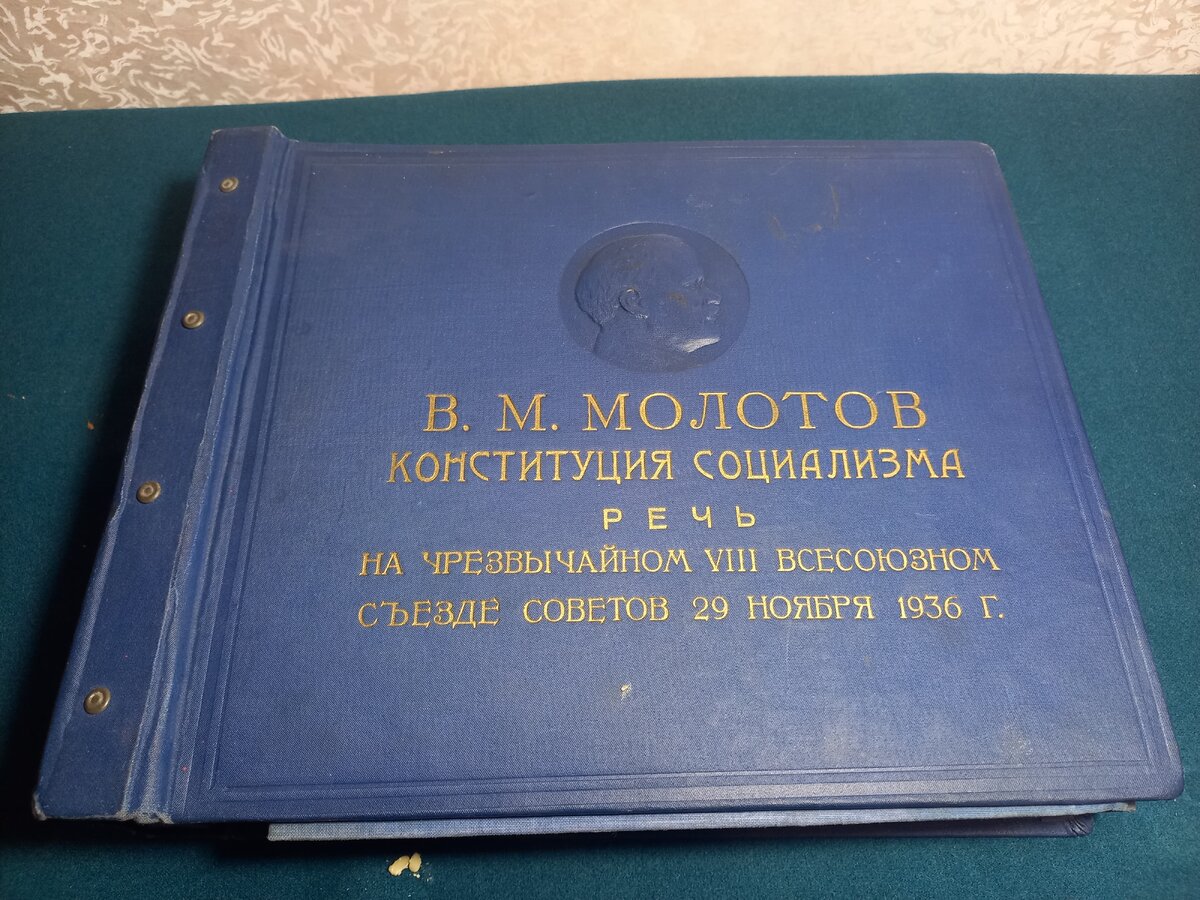 В. М. МОЛОТОВ
КОНСТИТУЦИЯ СОЦИАЛИЗМА
РЕЧЬ
НА ЧРЕЗВЫЧАЙНОМ VIII ВСЕСОЮЗНОМ
СЪЕЗДЕ СОВЕТОВ 29 НОЯБРЯ 1936 Г.